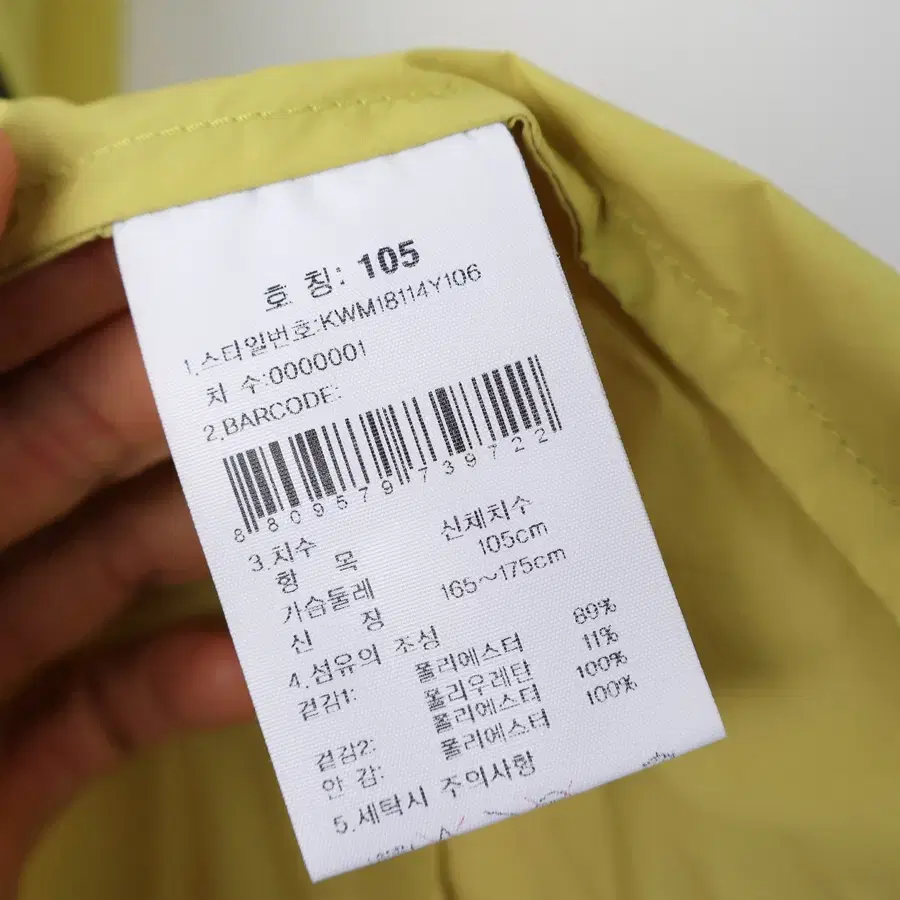 호 칭: 105
1.스타일번호:KWM18114Y106
차 수:0000001
2.BARCODE:
8809579739722
3.치수
항 목 신체치수
가슴둘레 105cm
신 장 165~175cm
4.섬유의 조성
겉감1: 폴리에스터 89%
폴리우레탄 11%
겉감2: 폴리에스터 100%
안 감: 폴리에스터 100%
5.세탁시 주의사항